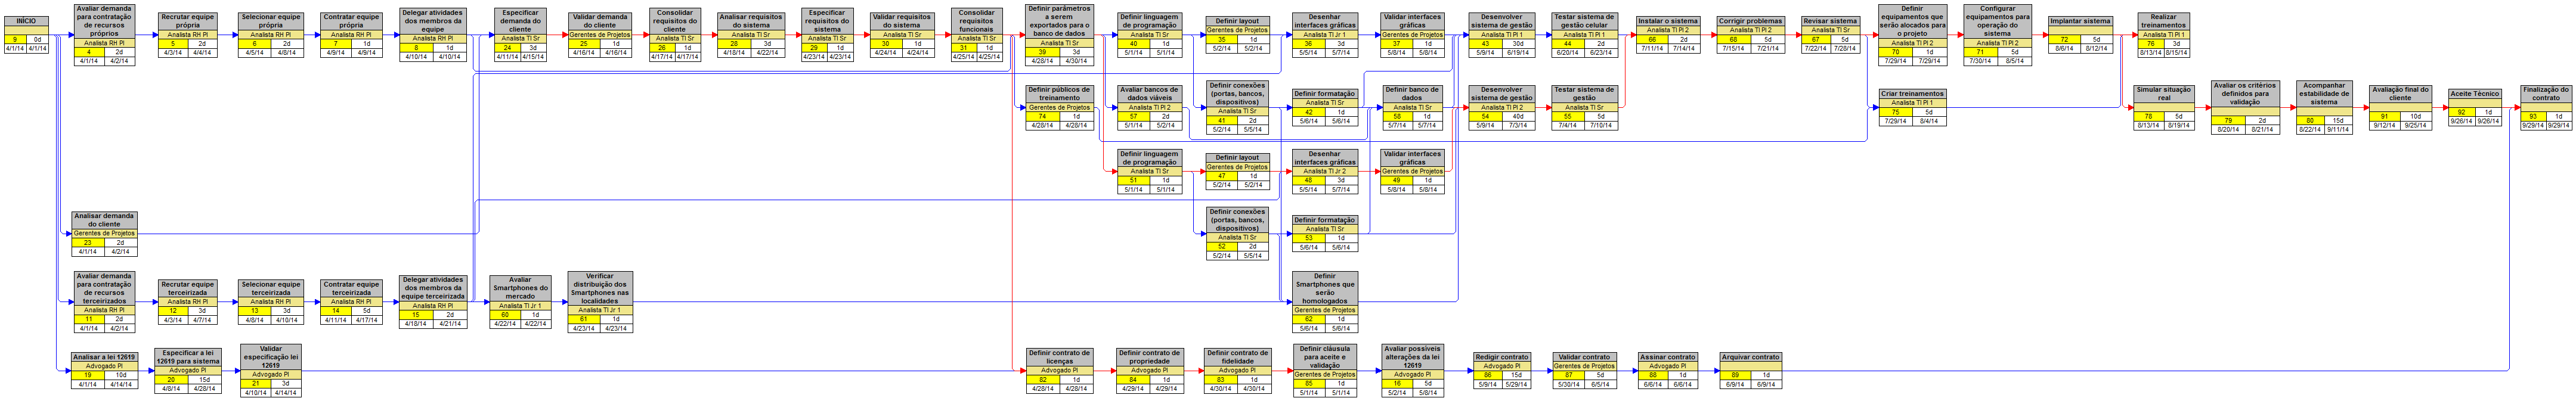 INÍCIO
9 0d
4/1/14 4/1/14
Avaliar demanda
para contratação
de recursos
próprios
Analista RH Pl
4 2d
4/1/14 4/2/14
Recrutar equipe
própria
Analista RH Pl
5 2d
4/3/14 4/4/14
Selecionar equipe
própria
Analista RH Pl
6 2d
4/5/14 4/8/14
Contratar equipe
própria
Analista RH Pl
7 1d
4/9/14 4/9/14
Delegar atividades
dos membros da
equipe
Analista RH Pl
8 1d
4/10/14 4/10/14
Especificar
demanda do
cliente
Analista TI Sr
24 3d
4/11/14 4/15/14
Validar demanda
do cliente
Gerentes de Projetos
25 1d
4/16/14 4/16/14
Consolidar
requisitos do
cliente
Analista TI Sr
26 1d
4/17/14 4/17/14
Analisar requisitos
do sistema
Analista TI Sr
28 3d
4/18/14 4/22/14
Especificar
requisitos do
sistema
Analista TI Sr
29 1d
4/23/14 4/23/14
Validar requisitos
do sistema
Analista TI Sr
30 1d
4/24/14 4/24/14
Consolidar
requisitos
funcionais
Analista TI Sr
31 1d
4/25/14 4/25/14
Definir parâmetros
a serem
exportados para o
banco de dados
Analista TI Sr
39 3d
4/28/14 4/30/14
Definir linguagem
de programação
Analista TI Sr
40 1d
5/1/14 5/1/14
Definir layout
Gerentes de Projetos
35 1d
5/2/14 5/2/14
Desenhar
interfaces gráficas
Analista TI Jr 1
36 3d
5/5/14 5/7/14
Validar interfaces
gráficas
Gerentes de Projetos
37 1d
5/8/14 5/8/14
Desenvolver
sistema de gestão
Analista TI Pl 1
43 30d
5/9/14 6/19/14
Testar sistema de
gestão celular
Analista TI Pl 1
44 2d
6/20/14 6/23/14
Instalar o sistema
Analista TI Pl 2
66 2d
7/11/14 7/14/14
Corrigir problemas
Analista TI Pl 2
68 5d
7/15/14 7/21/14
Revisar sistema
Analista TI Sr
67 5d
7/22/14 7/28/14
Definir
equipamentos que
serão alocados para
o projeto
Analista TI Pl 2
70 1d
7/29/14 7/29/14
Configurar
equipamentos para
operação do
sistema
Analista TI Pl 2
71 5d
7/30/14 8/5/14
Implantar sistema
72 5d
8/6/14 8/12/14
Realizar
treinamentos
Analista TI Pl 1
76 3d
8/13/14 8/15/14
Definir públicos de
treinamento
Gerentes de Projetos
74 1d
4/28/14 4/28/14
Avaliar bancos de
dados viáveis
Analista TI Pl 2
57 2d
5/1/14 5/2/14
Definir conexões
(portas, bancos,
dispositivos)
Analista TI Sr
41 2d
5/2/14 5/5/14
Definir formatação
Analista TI Sr
42 1d
5/6/14 5/6/14
Definir banco de
dados
Analista TI Sr
58 1d
5/7/14 5/7/14
Desenvolver
sistema de gestão
Analista TI Pl 2
54 40d
5/9/14 7/3/14
Testar sistema de
gestão
Analista TI Sr
55 5d
7/4/14 7/10/14
Criar treinamentos
Analista TI Pl 1
75 5d
7/29/14 8/4/14
Simular situação
real
78 5d
8/13/14 8/19/14
Avaliar os critérios
definidos para
validação
79 2d
8/20/14 8/21/14
Acompanhar
estabilidade de
sistema
80 15d
8/22/14 9/11/14
Avaliação final do
cliente
91 10d
9/12/14 9/25/14
Aceite Técnico
92 1d
9/26/14 9/26/14
Finalização do
contrato
93 1d
9/29/14 9/29/14
Definir linguagem
de programação
Analista TI Sr
51 1d
5/1/14 5/1/14
Definir layout
Gerentes de Projetos
47 1d
5/2/14 5/2/14
Desenhar
interfaces gráficas
Analista TI Jr 2
48 3d
5/5/14 5/7/14
Validar interfaces
gráficas
Gerentes de Projetos
49 1d
5/8/14 5/8/14
Analisar demanda
do cliente
Gerentes de Projetos
23 2d
4/1/14 4/2/14
Definir conexões
(portas, bancos,
dispositivos)
Analista TI Sr
52 2d
5/2/14 5/5/14
Definir formatação
Analista TI Sr
53 1d
5/6/14 5/6/14
Avaliar demanda
para contratação
de recursos
terceirizados
Analista RH Pl
11 2d
4/1/14 4/2/14
Recrutar equipe
terceirizada
Analista RH Pl
12 3d
4/3/14 4/7/14
Selecionar equipe
terceirizada
Analista RH Pl
13 3d
4/8/14 4/10/14
Contratar equipe
terceirizada
Analista RH Pl
14 5d
4/11/14 4/17/14
Delegar atividades
dos membros da
equipe terceirizada
Analista RH Pl
15 2d
4/18/14 4/21/14
Avaliar
Smartphones do
mercado
Analista TI Jr 1
60 1d
4/22/14 4/22/14
Verificar
distribuição dos
Smartphones nas
localidades
Analista TI Jr 1
61 1d
4/23/14 4/23/14
Definir
Smartphones que
serão
homologados
Gerentes de Projetos
62 1d
5/6/14 5/6/14
Analisar a lei 12619
Advogado Pl
19 10d
4/1/14 4/14/14
Especificar a lei
12619 para sistema
Advogado Pl
20 15d
4/8/14 4/28/14
Validar
especificação lei
12619
Advogado Pl
21 3d
4/10/14 4/14/14
Definir contrato de
licenças
Advogado Pl
82 1d
4/28/14 4/28/14
Definir contrato de
propriedade
Advogado Pl
84 1d
4/29/14 4/29/14
Definir contrato de
fidelidade
Advogado Pl
83 1d
4/30/14 4/30/14
Definir cláusula
para aceite e
validação
Gerentes de Projetos
85 1d
5/1/14 5/1/14
Avaliar possíveis
alterações da lei
12619
Advogado Pl
16 5d
5/2/14 5/8/14
Redigir contrato
Advogado Pl
86 15d
5/9/14 5/29/14
Validar contrato
Gerentes de Projetos
87 5d
5/30/14 6/5/14
Assinar contrato
Advogado Pl
88 1d
6/6/14 6/6/14
Arquivar contrato
Advogado Pl
89 1d
6/9/14 6/9/14